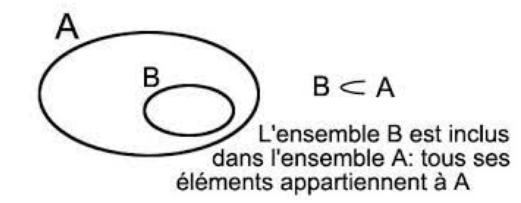 A
B
B ⊂ A
L'ensemble B est inclus
dans l'ensemble A: tous ses
éléments appartiennent à A